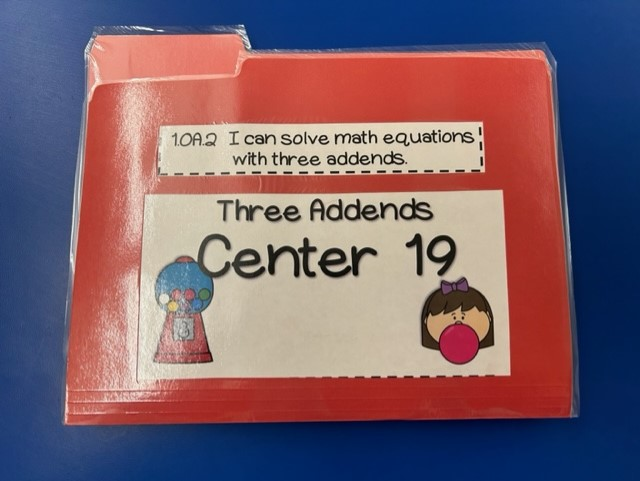 1.OA.2 I can solve math equations
with three addends.
Three Addends
Center 19